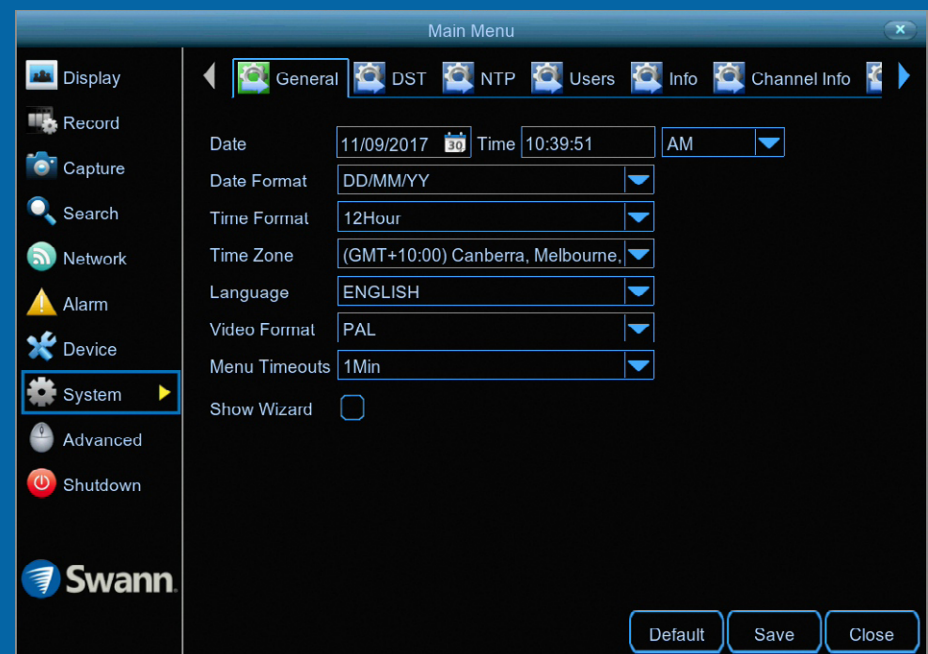 Main Menu
Display
Record
Capture
Search
Network
Alarm
Device
System
Advanced
Shutdown
Swann
General DST NTP Users Info Channel Info
Date 11/09/2017 30 Time 10:39:51 AM
Date Format DD/MM/YY
Time Format 12Hour
Time Zone (GMT+10:00) Canberra, Melbourne,
Language ENGLISH
Video Format PAL
Menu Timeouts 1Min
Show Wizard
Default Save Close